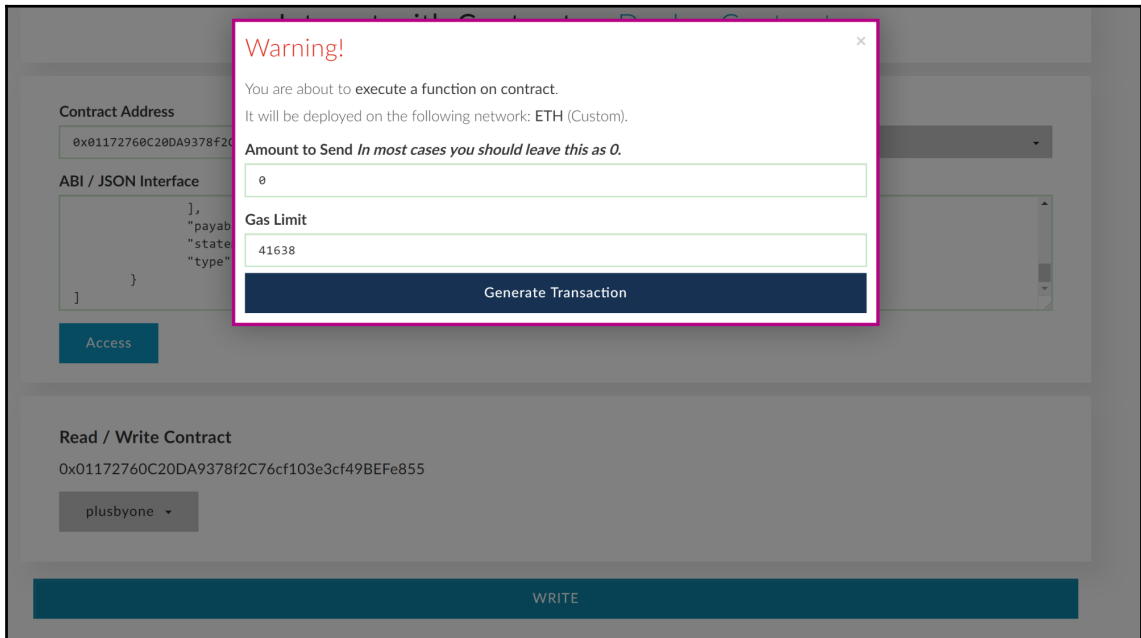 Warning!
×
You are about to execute a function on contract.
It will be deployed on the following network: ETH (Custom).
Amount to Send In most cases you should leave this as 0.
0
Gas Limit
41638
Generate Transaction
Contract Address
0x01172760C20DA9378f2C
ABI / JSON Interface
],
"payab
"state
"type"
}
]
Access
Read / Write Contract
0x01172760C20DA9378f2C76cf103e3cf49BEFe855
plusbyone
WRITE